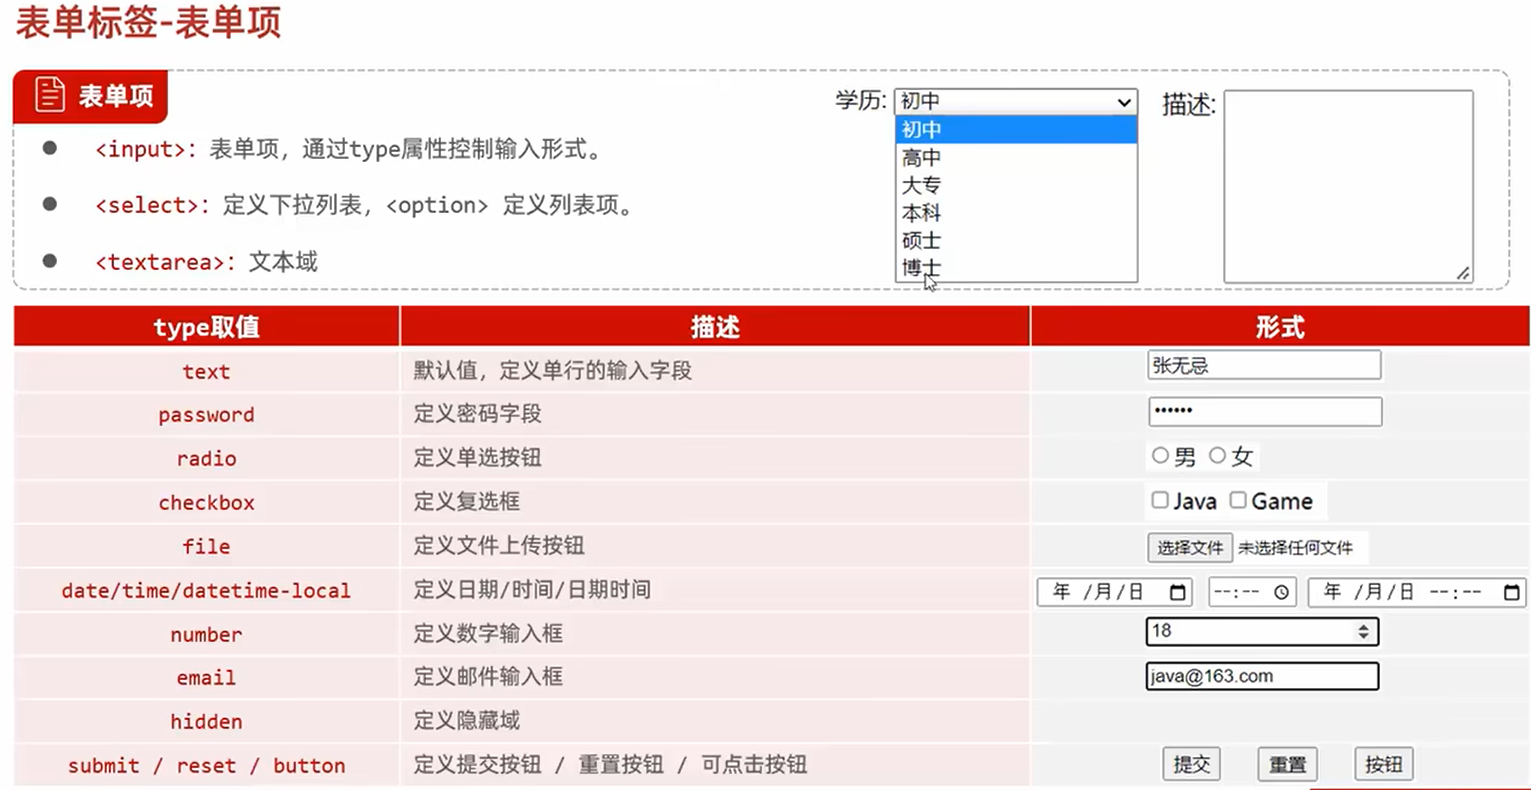 表单标签-表单项
表单项
<input>：表单项，通过type属性控制输入形式。
<select>：定义下拉列表，<option> 定义列表项。
<textarea>：文本域
学历: 初中
初中
高中
大专
本科
硕士
博士
描述:
type取值 描述 形式
text 默认值，定义单行的输入字段 张无忌
password 定义密码字段 ••••••
radio 定义单选按钮 男 女
checkbox 定义复选框 Java Game
file 定义文件上传按钮 选择文件 未选择任何文件
date/time/datetime-local 定义日期/时间/日期时间 年 /月/日 --:-- 年 /月/日 --:--
number 定义数字输入框 18
email 定义邮件输入框 java@163.com
hidden 定义隐藏域
submit / reset / button 定义提交按钮 / 重置按钮 / 可点击按钮 提交 重置 按钮